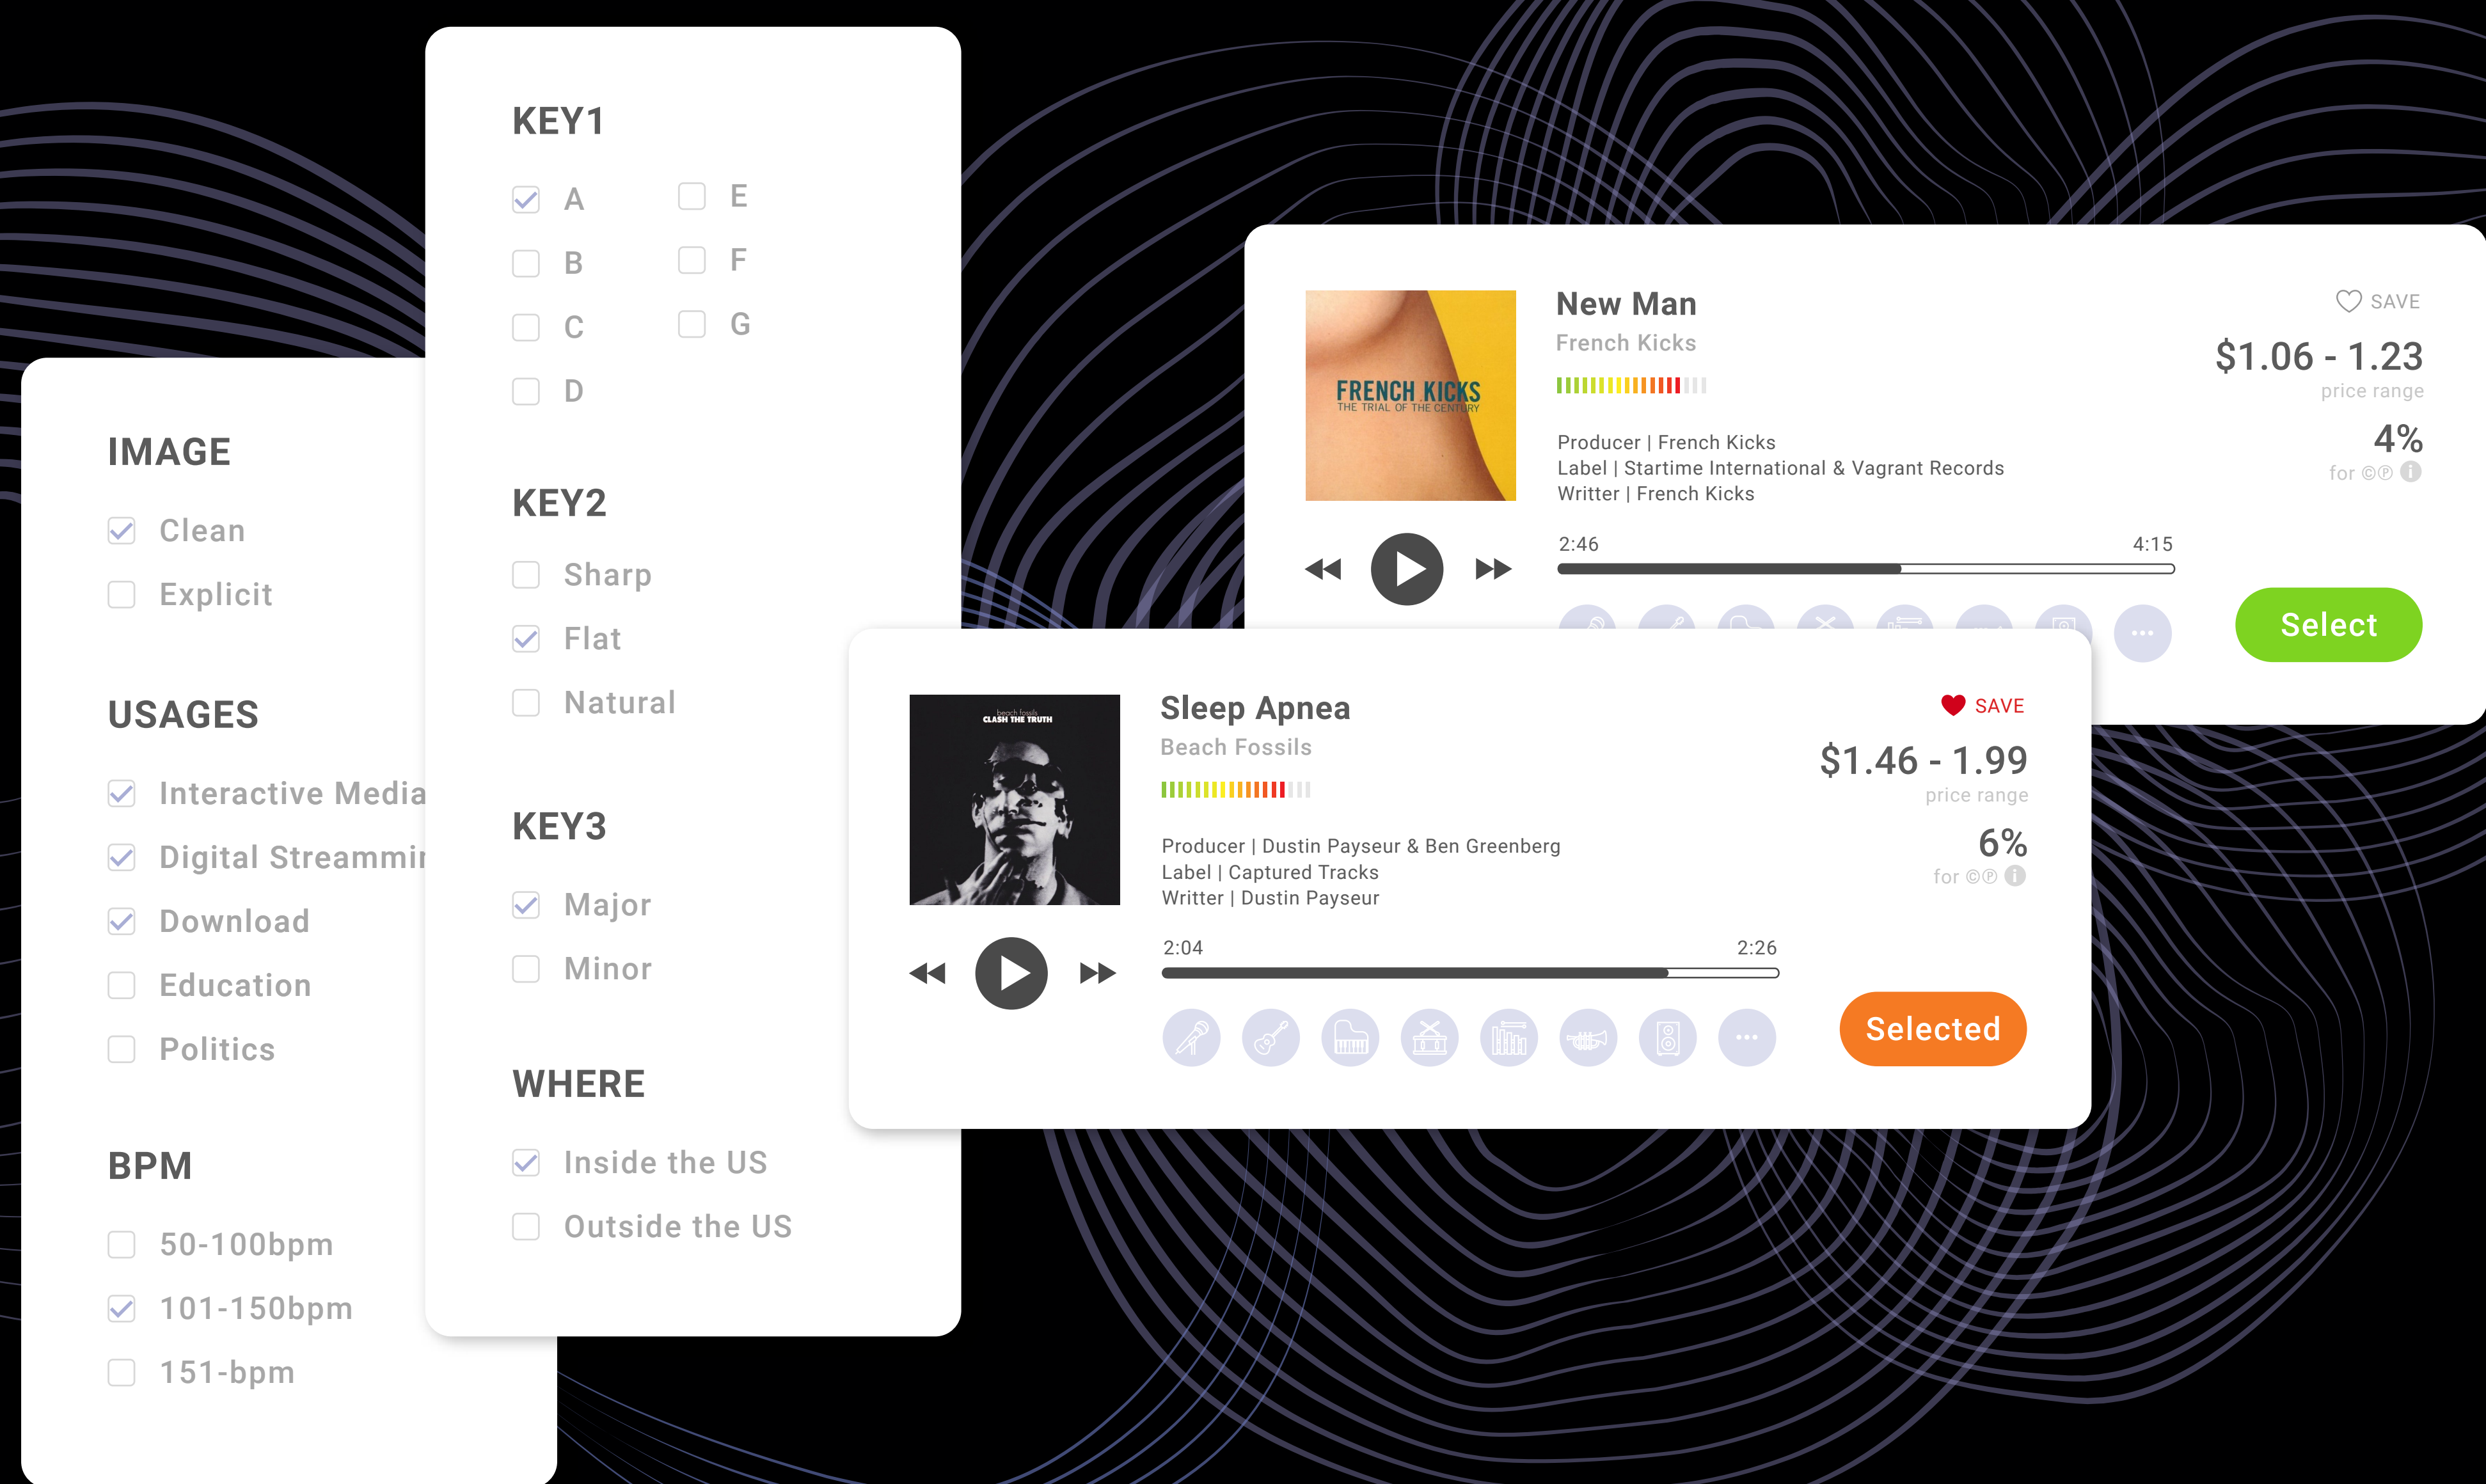 IMAGE
Clean
Explicit
USAGES
Interactive Media
Digital Streammin
Download
Education
Politics
BPM
50-100bpm
101-150bpm
151-bpm
KEY1
A
B
C
D
E
F
G
KEY2
Sharp
Flat
Natural
KEY3
Major
Minor
WHERE
Inside the US
Outside the US
FRENCH KICKS
THE TRIAL OF THE CENTURY
New Man
French Kicks
Producer | French Kicks
Label | Startime International & Vagrant Records
Writter | French Kicks
2:46 4:15
SAVE
$1.06 - 1.23
price range
4%
for ©℗ i
Select
beach fossils
CLASH THE TRUTH
Sleep Apnea
Beach Fossils
Producer | Dustin Payseur & Ben Greenberg
Label | Captured Tracks
Writter | Dustin Payseur
2:04 2:26
SAVE
$1.46 - 1.99
price range
6%
for ©℗ i
Selected